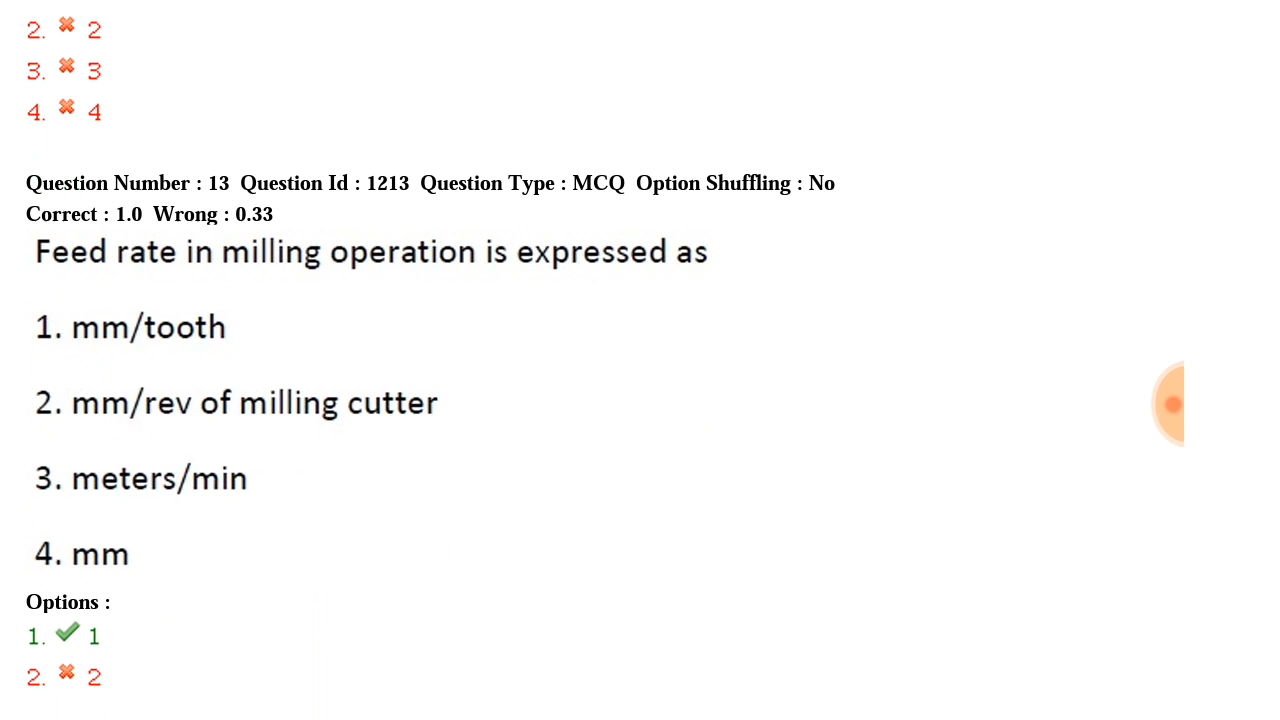 2. 2
3. 3
4. 4
Question Number : 13 Question Id : 1213 Question Type : MCQ Option Shuffling : No
Correct : 1.0 Wrong : 0.33
Feed rate in milling operation is expressed as
1. mm/tooth
2. mm/rev of milling cutter
3. meters/min
4. mm
Options :
1. 1
2. 2